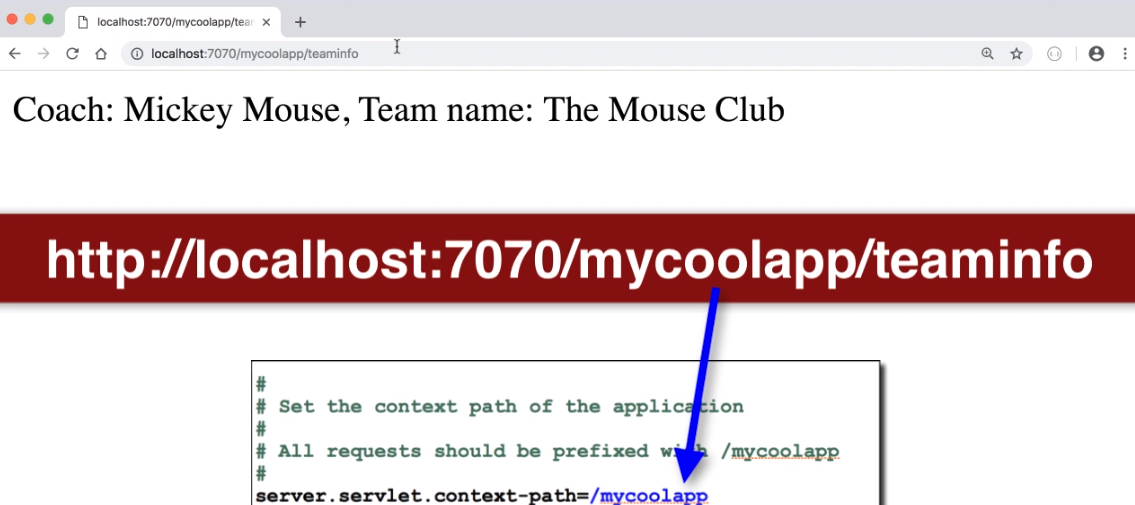 localhost:7070/mycoolapp/tear
localhost:7070/mycoolapp/teaminfo
Coach: Mickey Mouse, Team name: The Mouse Club
http://localhost:7070/mycoolapp/teaminfo
#
# Set the context path of the application
#
# All requests should be prefixed with /mycoolapp
#
server.servlet.context-path=/mycoolapp